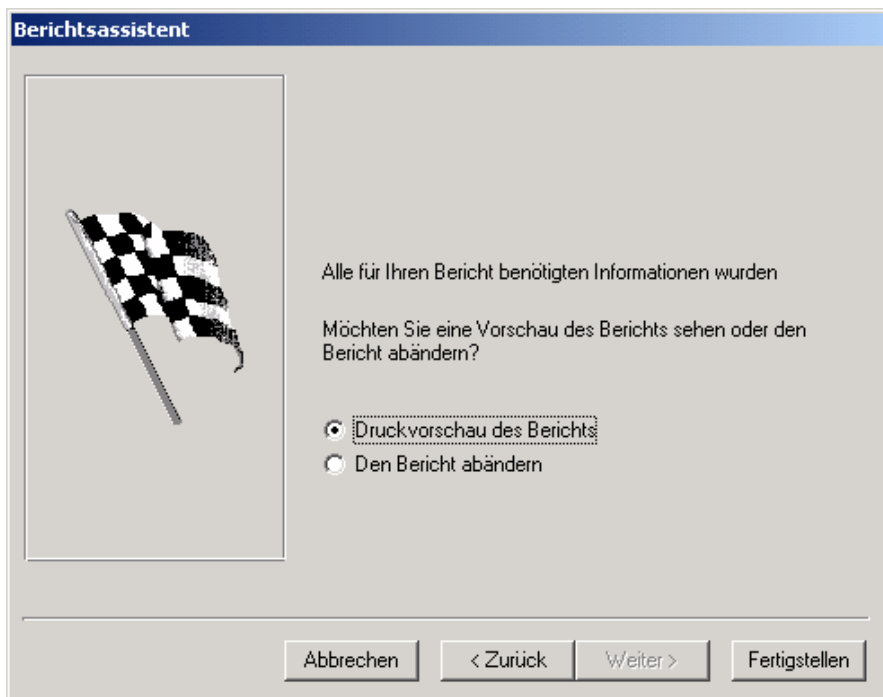 Berichtsassistent
Alle für Ihren Bericht benötigten Informationen wurden
Möchten Sie eine Vorschau des Berichts sehen oder den
Bericht abändern?
Druckvorschau des Berichts
Den Bericht abändern
Abbrechen
< Zurück
Weiter >
Fertigstellen